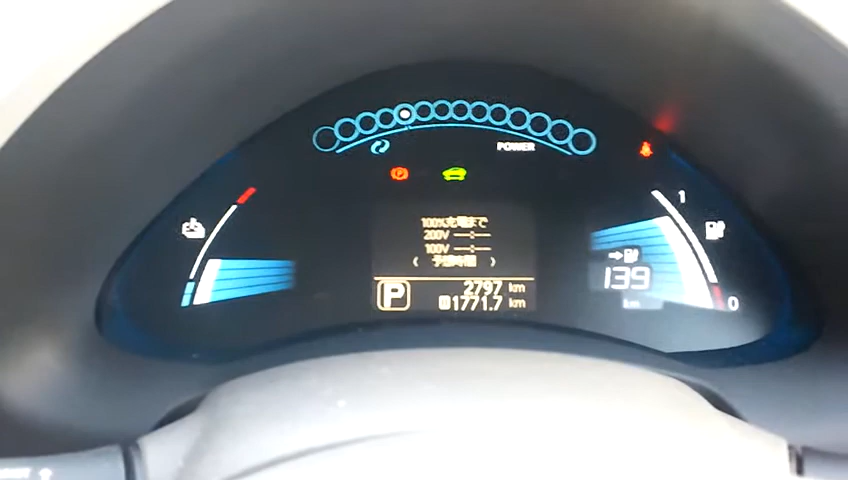 POWER
100%充電まで
200V --:--
100V --:--
( 予想時間 )
P
2797 km
1771.7 km
1
139
km
0